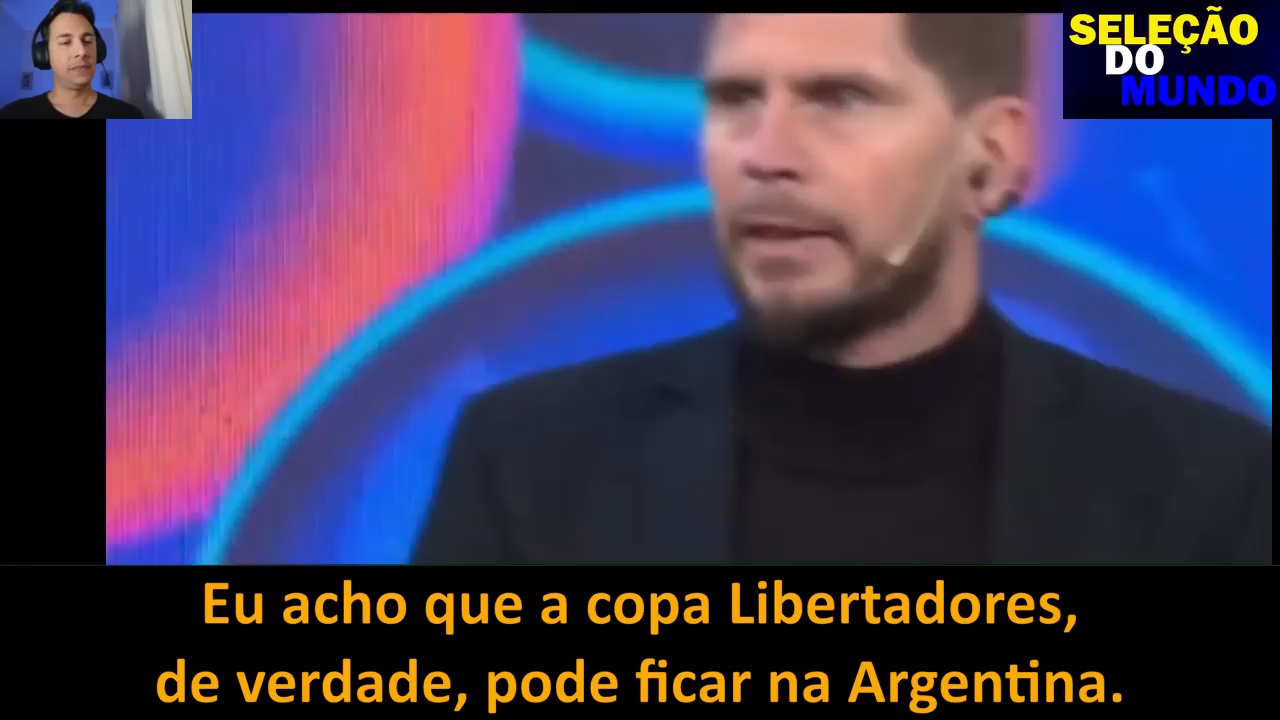 SELEÇÃO
DO
MUNDO
Eu acho que a copa Libertadores,
de verdade, pode ficar na Argentina.